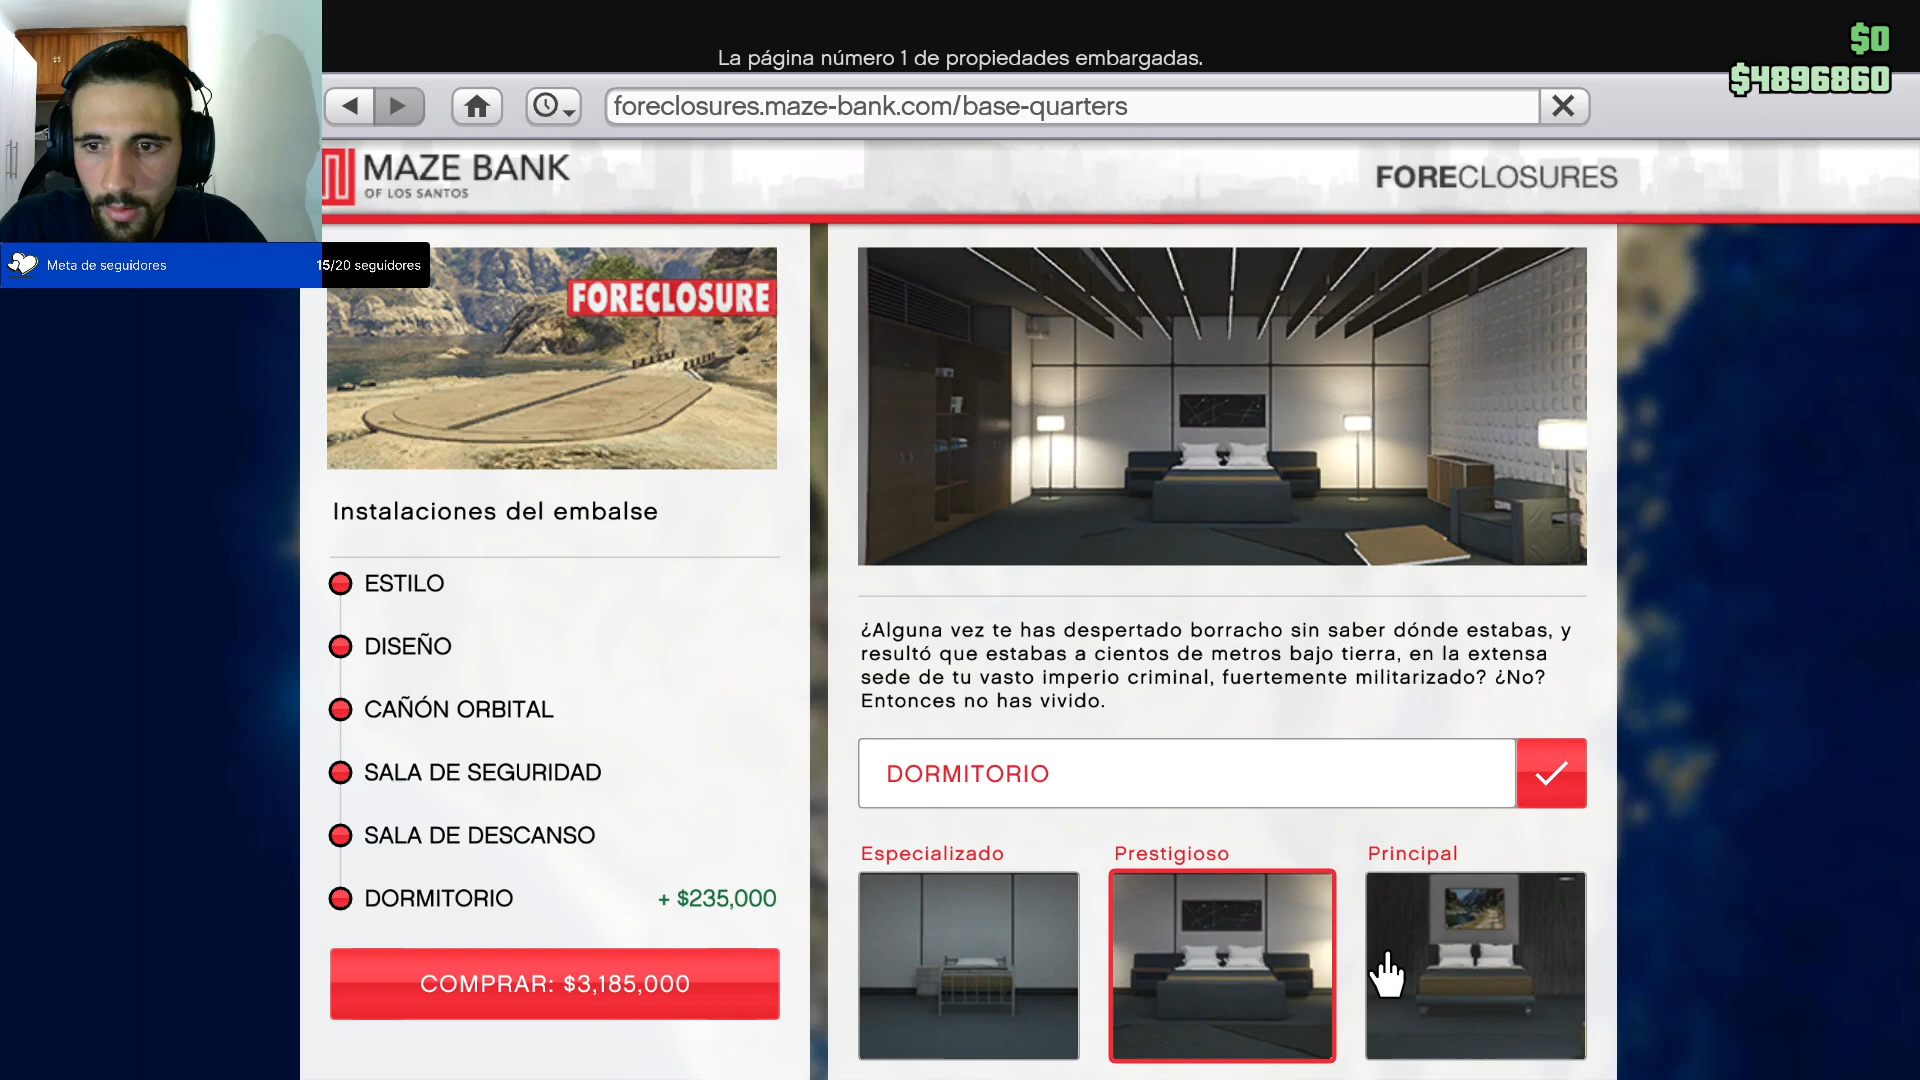 La página número 1 de propiedades embargadas.
$0
$4896860
foreclosures.maze-bank.com/base-quarters
MAZE BANK
OF LOS SANTOS
FORECLOSURES
Meta de seguidores
15/20 seguidores
FORECLOSURE
Instalaciones del embalse
ESTILO
DISEÑO
CAÑÓN ORBITAL
SALA DE SEGURIDAD
SALA DE DESCANSO
DORMITORIO + $235,000
COMPRAR: $3,185,000
¿Alguna vez te has despertado borracho sin saber dónde estabas, y
resultó que estabas a cientos de metros bajo tierra, en la extensa
sede de tu vasto imperio criminal, fuertemente militarizado? ¿No?
Entonces no has vivido.
DORMITORIO
Especializado
Prestigioso
Principal